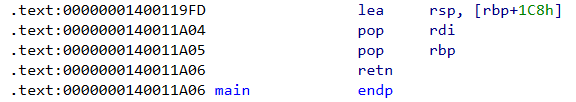 .text:00000001400119FD lea rsp, [rbp+1C8h]
.text:0000000140011A04 pop rdi
.text:0000000140011A05 pop rbp
.text:0000000140011A06 retn
.text:0000000140011A06 main endp